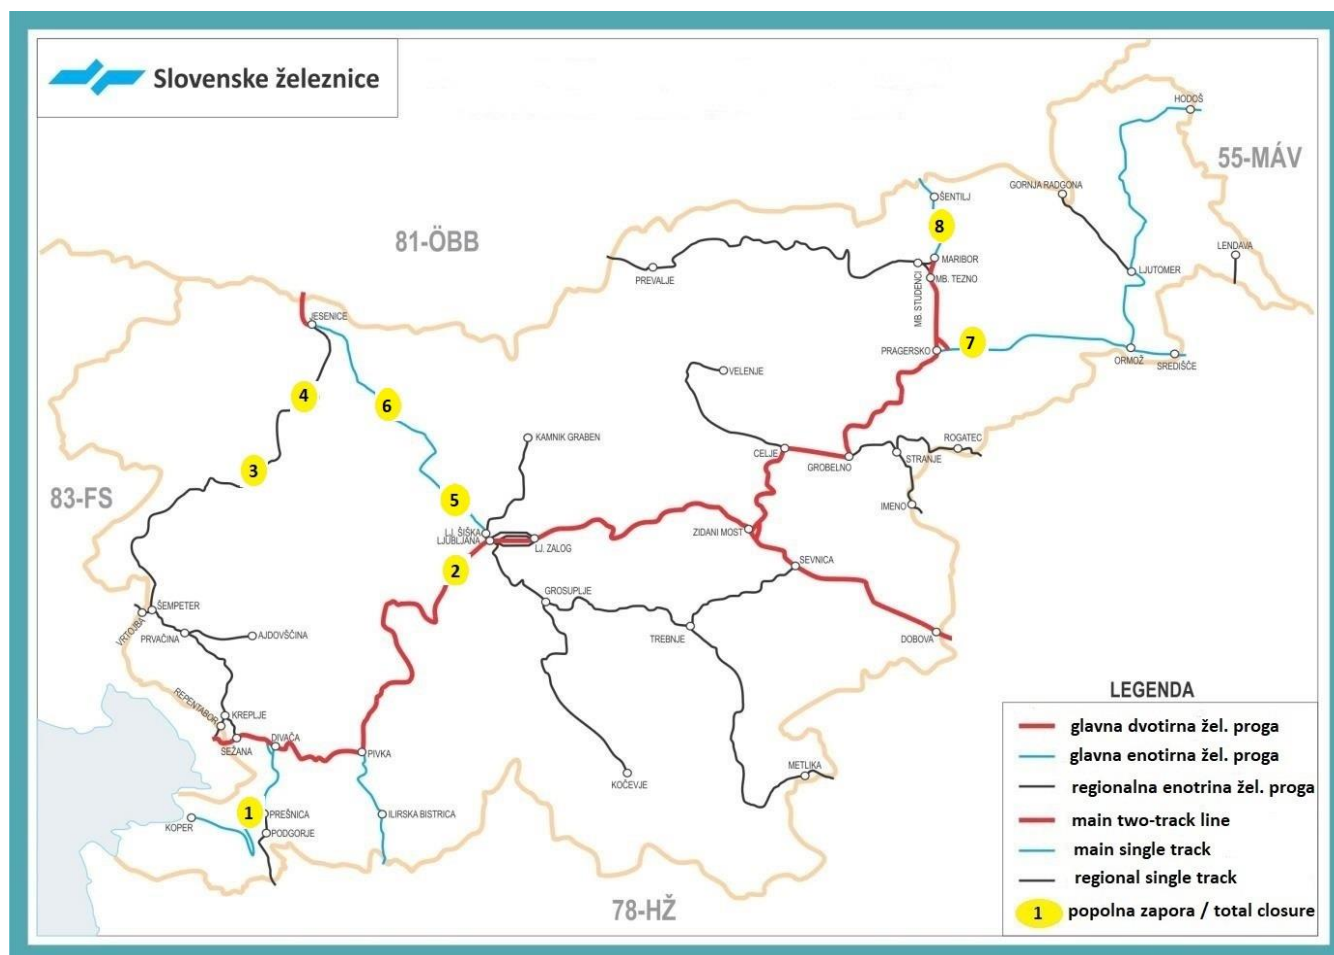 Slovenske železnice
HODOŠ
55-MÁV
GORNJA RADGONA
ŠENTILJ
8
81-ÖBB
LENDAVA
MARIBOR
LJUTOMER
PREVALJE
MB. TEZNO
MB. STUDENCI
JESENICE
7
PRAGERSKO
ORMOŽ
SREDIŠČE
VELENJE
4
6
KAMNIK GRABEN
ROGATEC
CELJE
STRANJE
GROBELNO
3
83-FS
5
IMENO
LJ. ŠIŠKA
LJUBLJANA
ZIDANI MOST
LJ. ZALOG
SEVNICA
2
GROSUPLJE
ŠEMPETER
VRTOJBA
PRVAČINA
AJDOVŠČINA
TREBNJE
DOBOVA
REPENTABOR
KREPLJE
SEŽANA
DIVAČA
PIVKA
METLIKA
KOČEVJE
1
PREŠNICA
ILIRSKA BISTRICA
KOPER
PODGORJE
78-HŽ
LEGENDA
glavna dvotirna žel. proga
glavna enotirna žel. proga
regionalna enotrina žel. proga
main two-track line
main single track
regional single track
1 popolna zapora / total closure